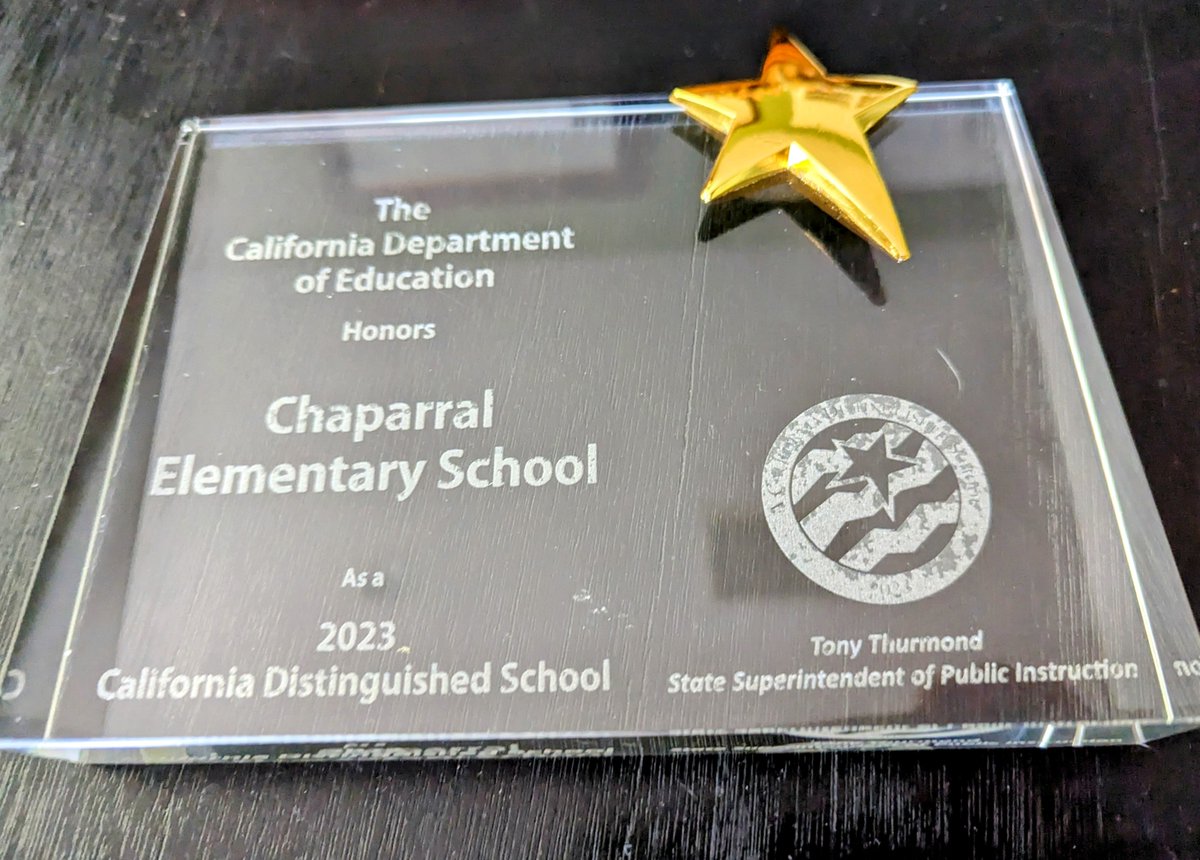 The
California Department
of Education
Honors
Chaparral
Elementary School
As a
2023
California Distinguished School
Tony Thurmond
State Superintendent of Public Instruction